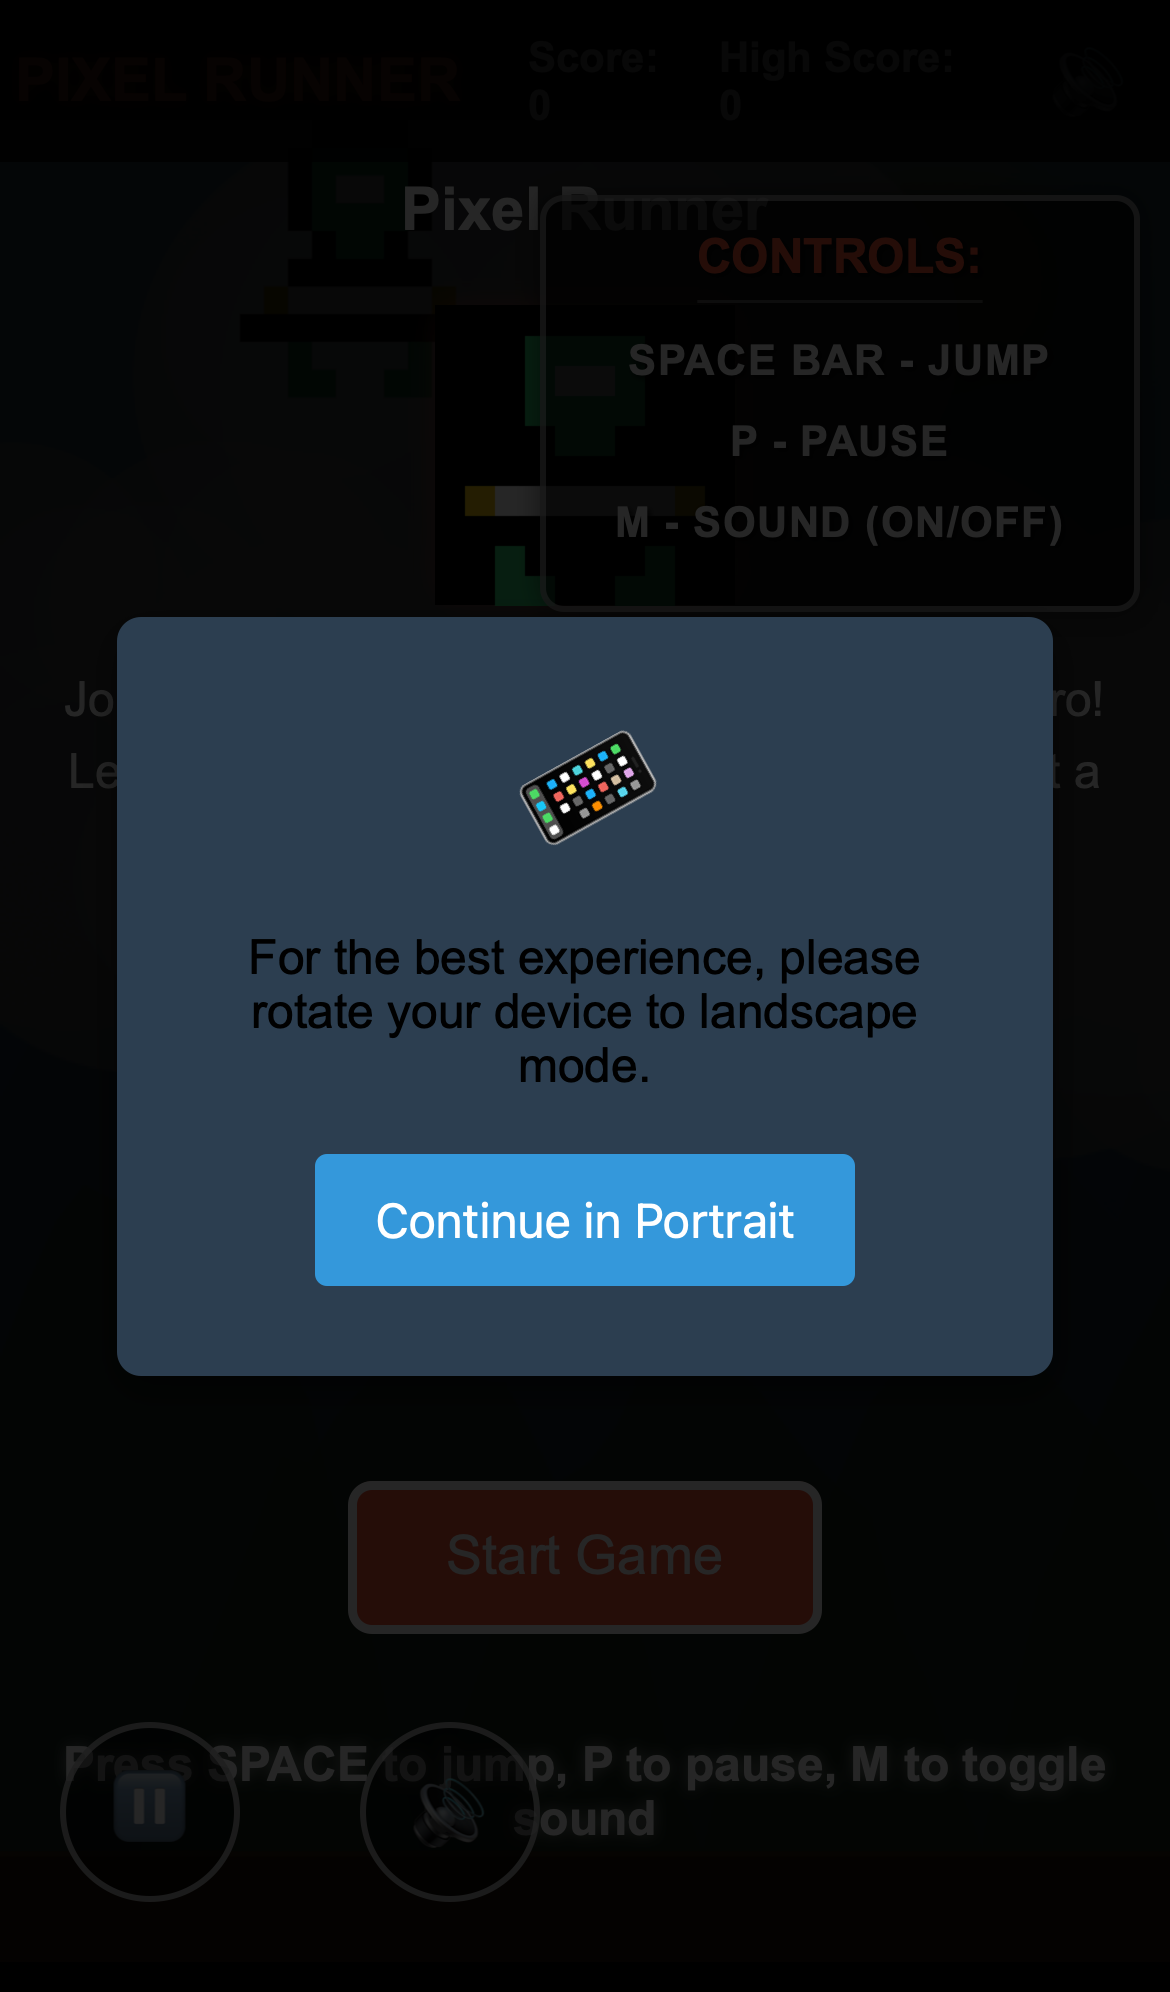 PIXEL RUNNER
Score:
0
High Score:
0
Pixel Runner
CONTROLS:
SPACE BAR - JUMP
P - PAUSE
M - SOUND (ON/OFF)
Jo
ro!
Le
t a
For the best experience, please
rotate your device to landscape
mode.
Continue in Portrait
Start Game
Press SPACE to jump, P to pause, M to toggle
sound